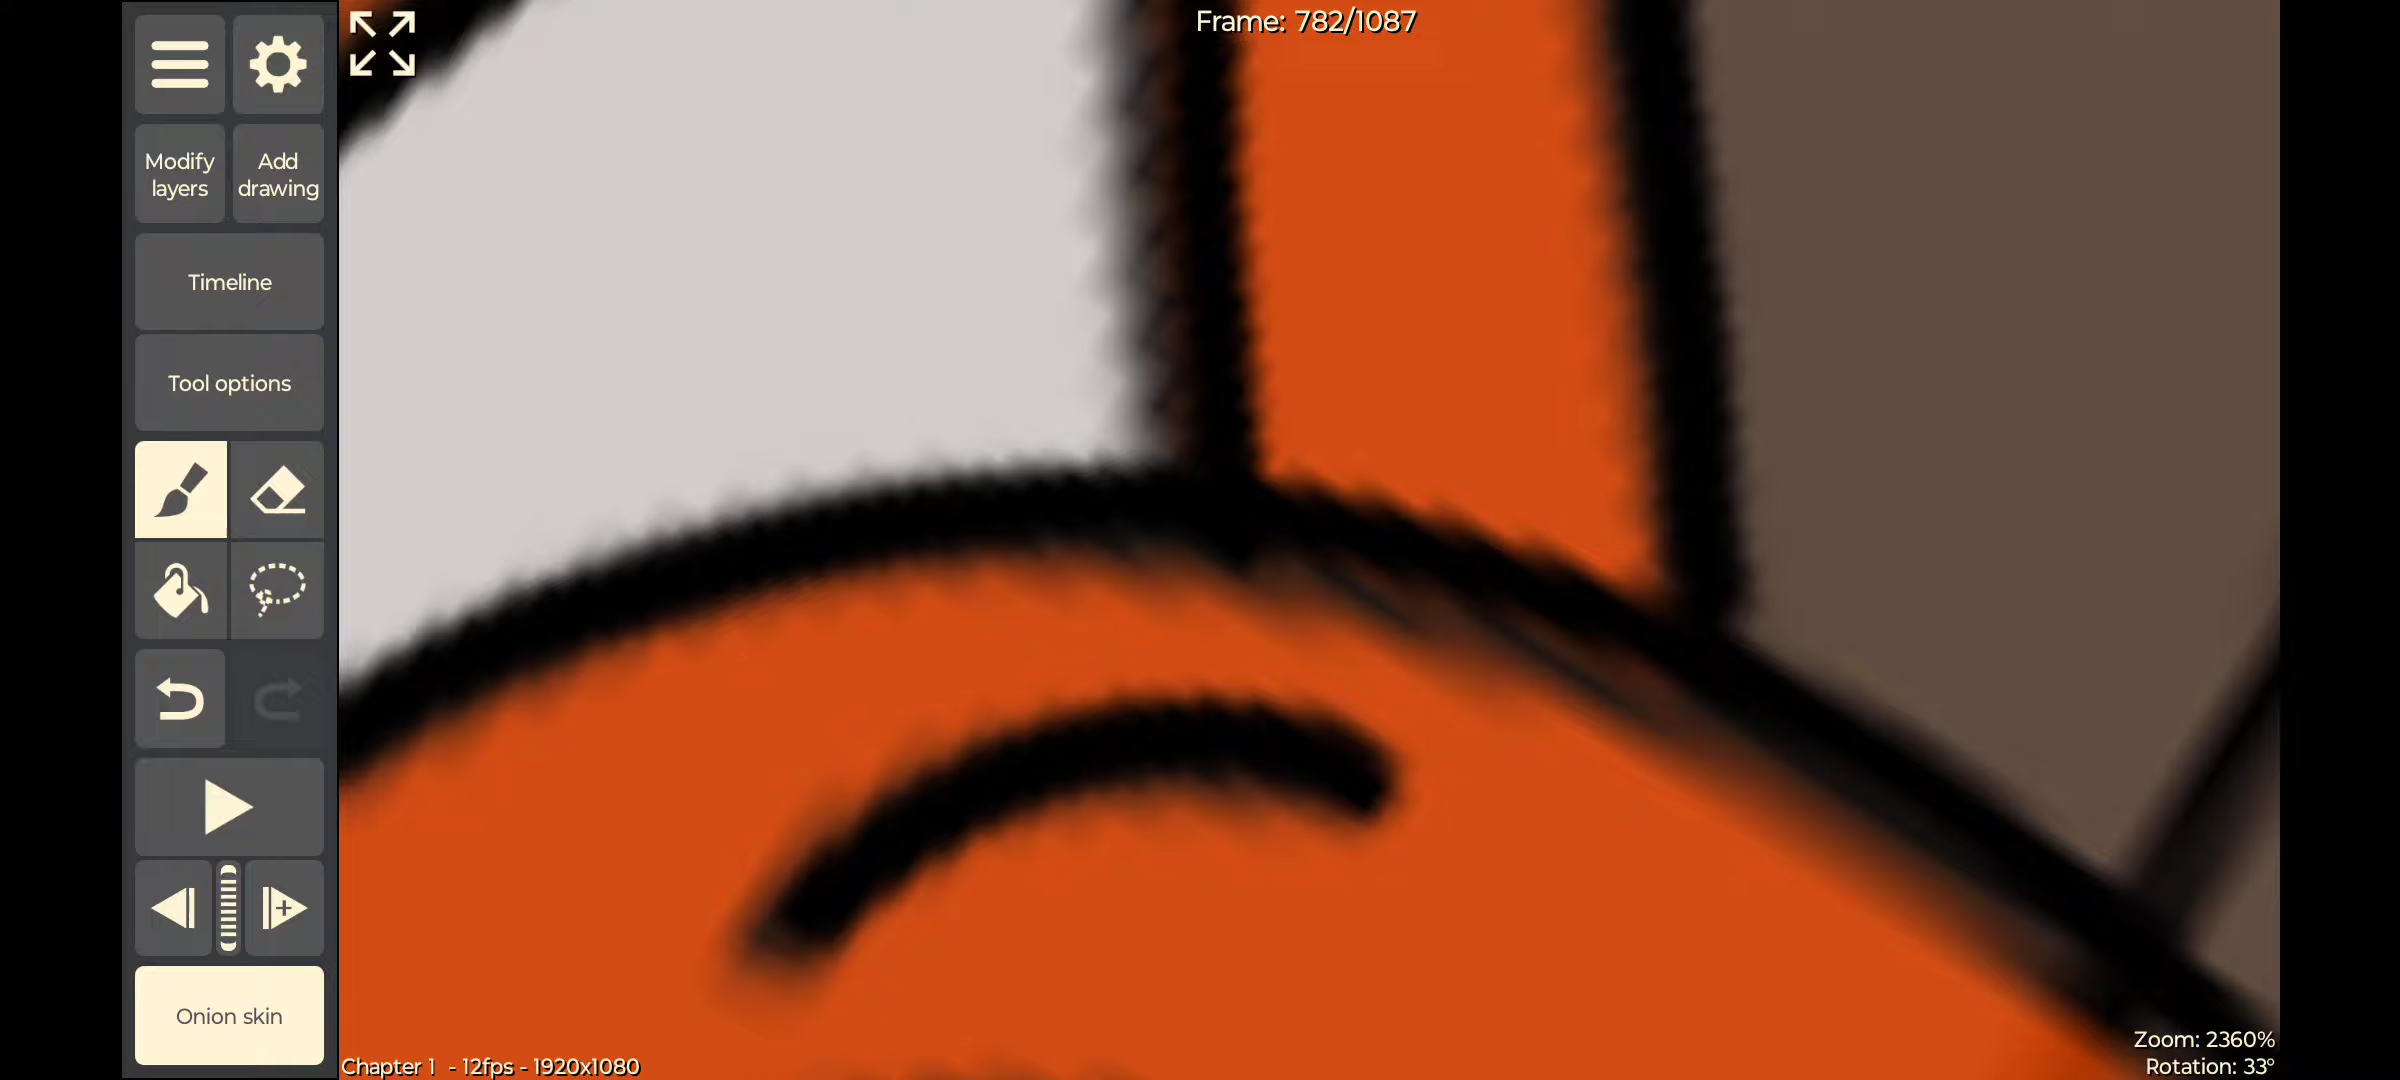 Frame: 782/1087
Modify
layers
Add
drawing
Timeline
Tool options
Onion skin
Chapter 1 - 12fps - 1920x1080
Zoom: 2360%
Rotation: 33°